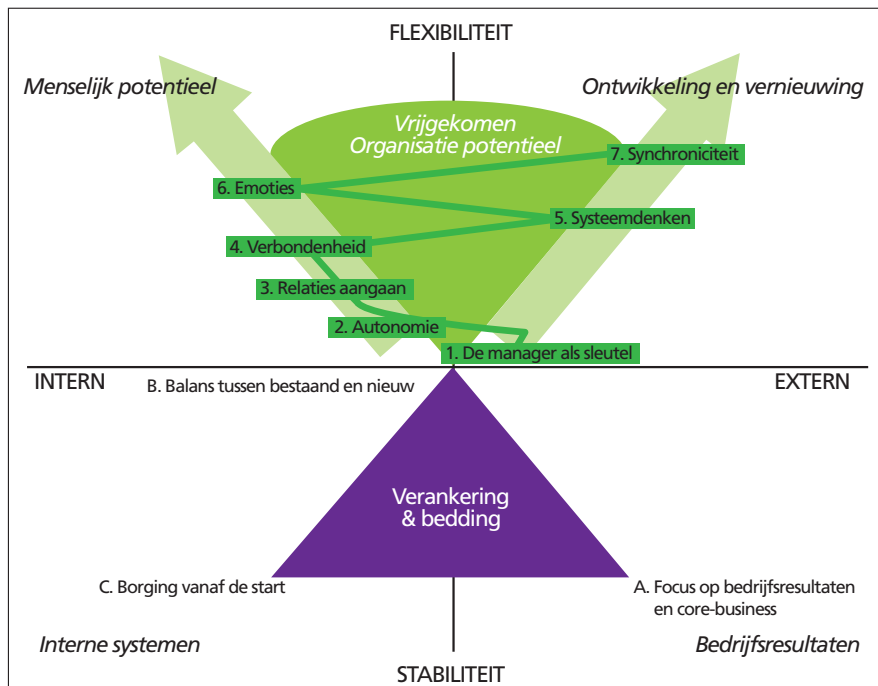 FLEXIBILITEIT
Menselijk potentieel
Ontwikkeling en vernieuwing
Vrijgekomen
Organisatie potentieel
7. Synchroniciteit
6. Emoties
5. Systeemdenken
4. Verbondenheid
3. Relaties aangaan
2. Autonomie
1. De manager als sleutel
INTERN
B. Balans tussen bestaand en nieuw
EXTERN
Verankering
& bedding
C. Borging vanaf de start
A. Focus op bedrijfsresultaten
en core-business
Interne systemen
Bedrijfsresultaten
STABILITEIT